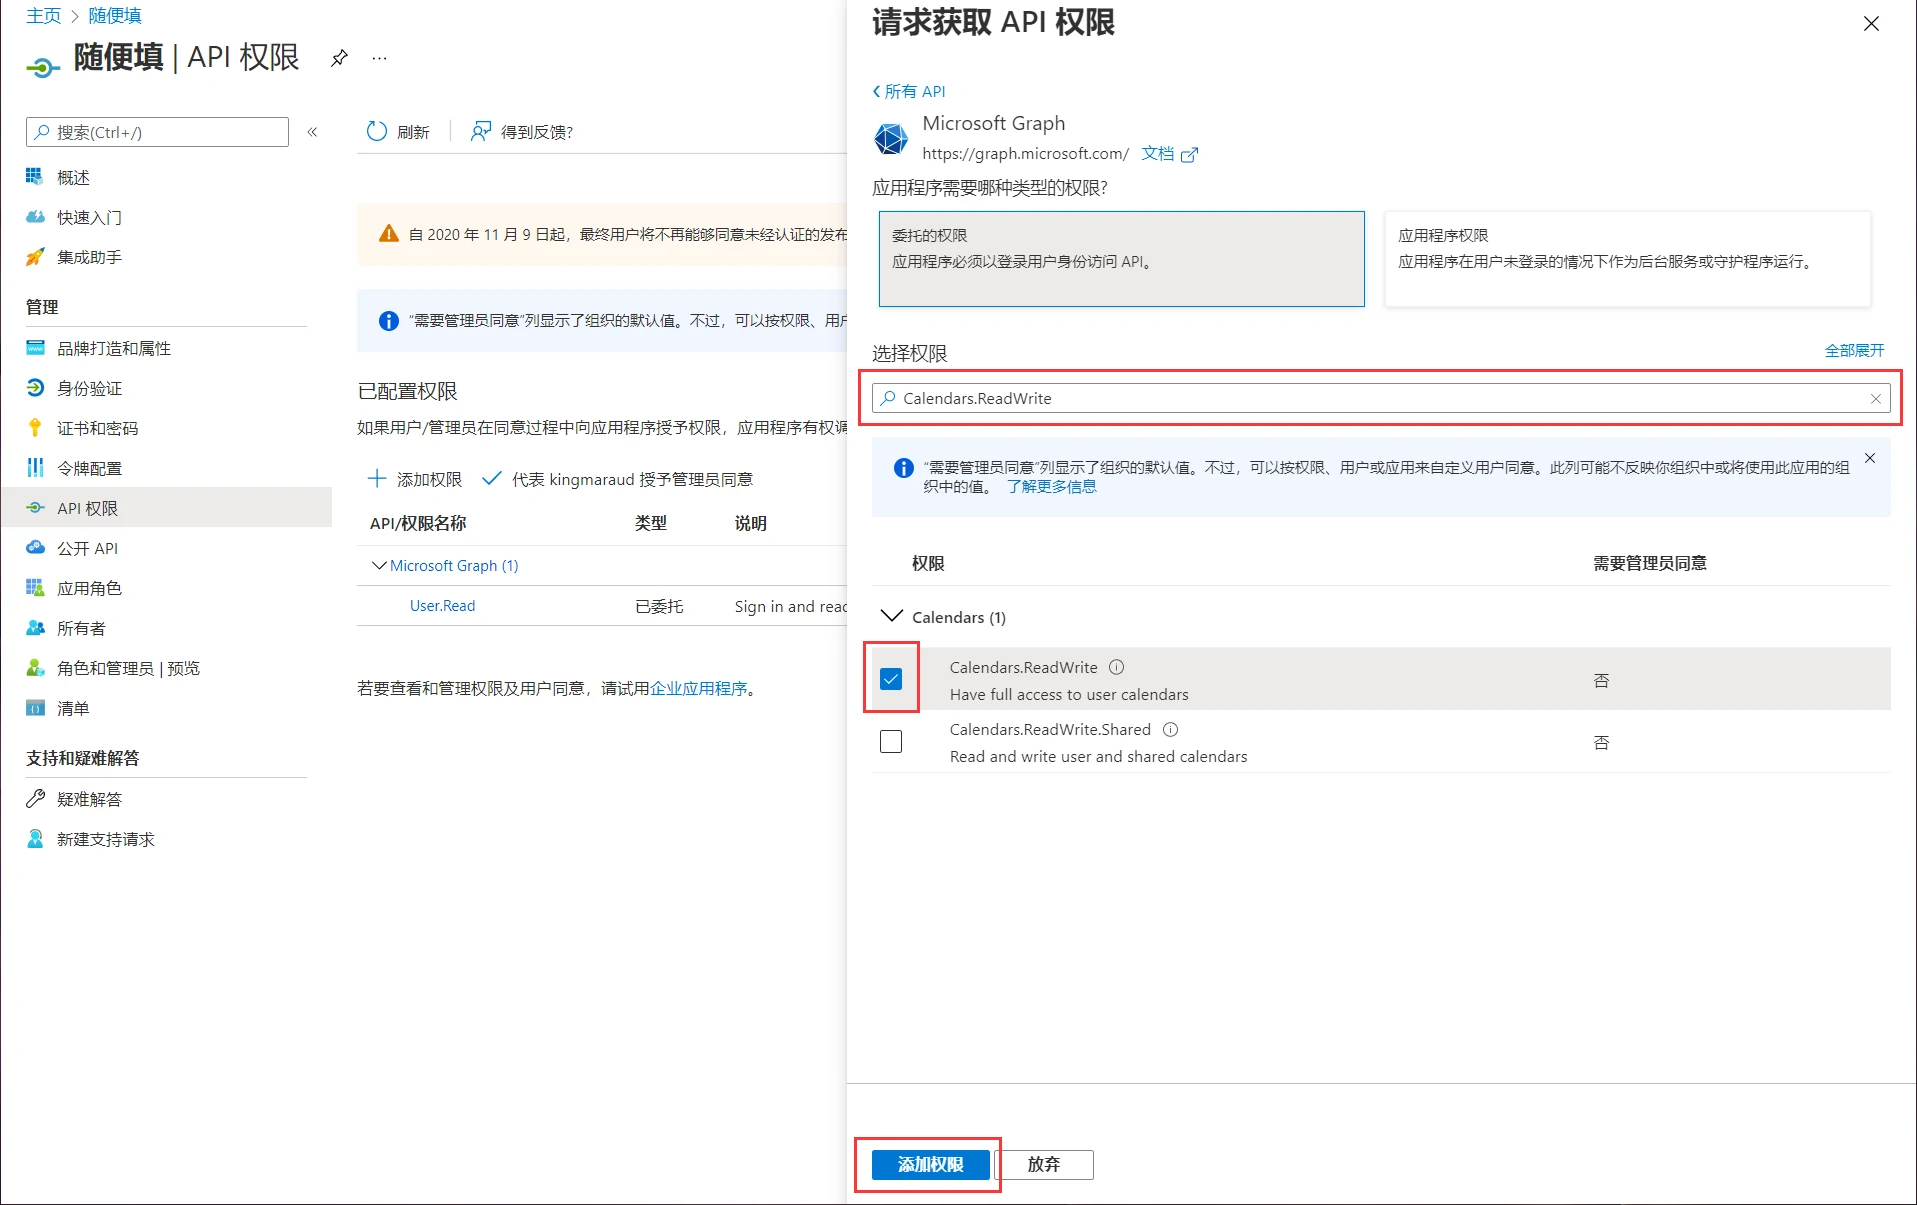 主页 > 随便填
随便填 | API 权限
搜索(Ctrl+/)
概述
快速入门
集成助手
管理
品牌打造和属性
身份验证
证书和密码
令牌配置
API 权限
公开 API
应用角色
所有者
角色和管理员 | 预览
清单
支持和疑难解答
疑难解答
新建支持请求
刷新
得到反馈?
自 2020 年 11 月 9 日起，最终用户将不再能够同意未经认证的发布
“需要管理员同意”列显示了组织的默认值。不过，可以按权限、用户
已配置权限
如果用户/管理员在同意过程中向应用程序授予权限，应用程序有权调
添加权限 代表 kingmaraud 授予管理员同意
API/权限名称 类型 说明
Microsoft Graph (1)
User.Read 已委托 Sign in and read
若要查看和管理权限及用户同意，请试用企业应用程序。
请求获取 API 权限
所有 API
Microsoft Graph
https://graph.microsoft.com/ 文档
应用程序需要哪种类型的权限?
委托的权限
应用程序必须以登录用户身份访问 API。
应用程序权限
应用程序在用户未登录的情况下作为后台服务或守护程序运行。
选择权限 全部展开
Calendars.ReadWrite
“需要管理员同意”列显示了组织的默认值。不过，可以按权限、用户或应用来自定义用户同意。此列可能不反映你组织中或将使用此应用的组
织中的值。 了解更多信息
权限 需要管理员同意
Calendars (1)
Calendars.ReadWrite
Have full access to user calendars
否
Calendars.ReadWrite.Shared
Read and write user and shared calendars
否
添加权限 放弃